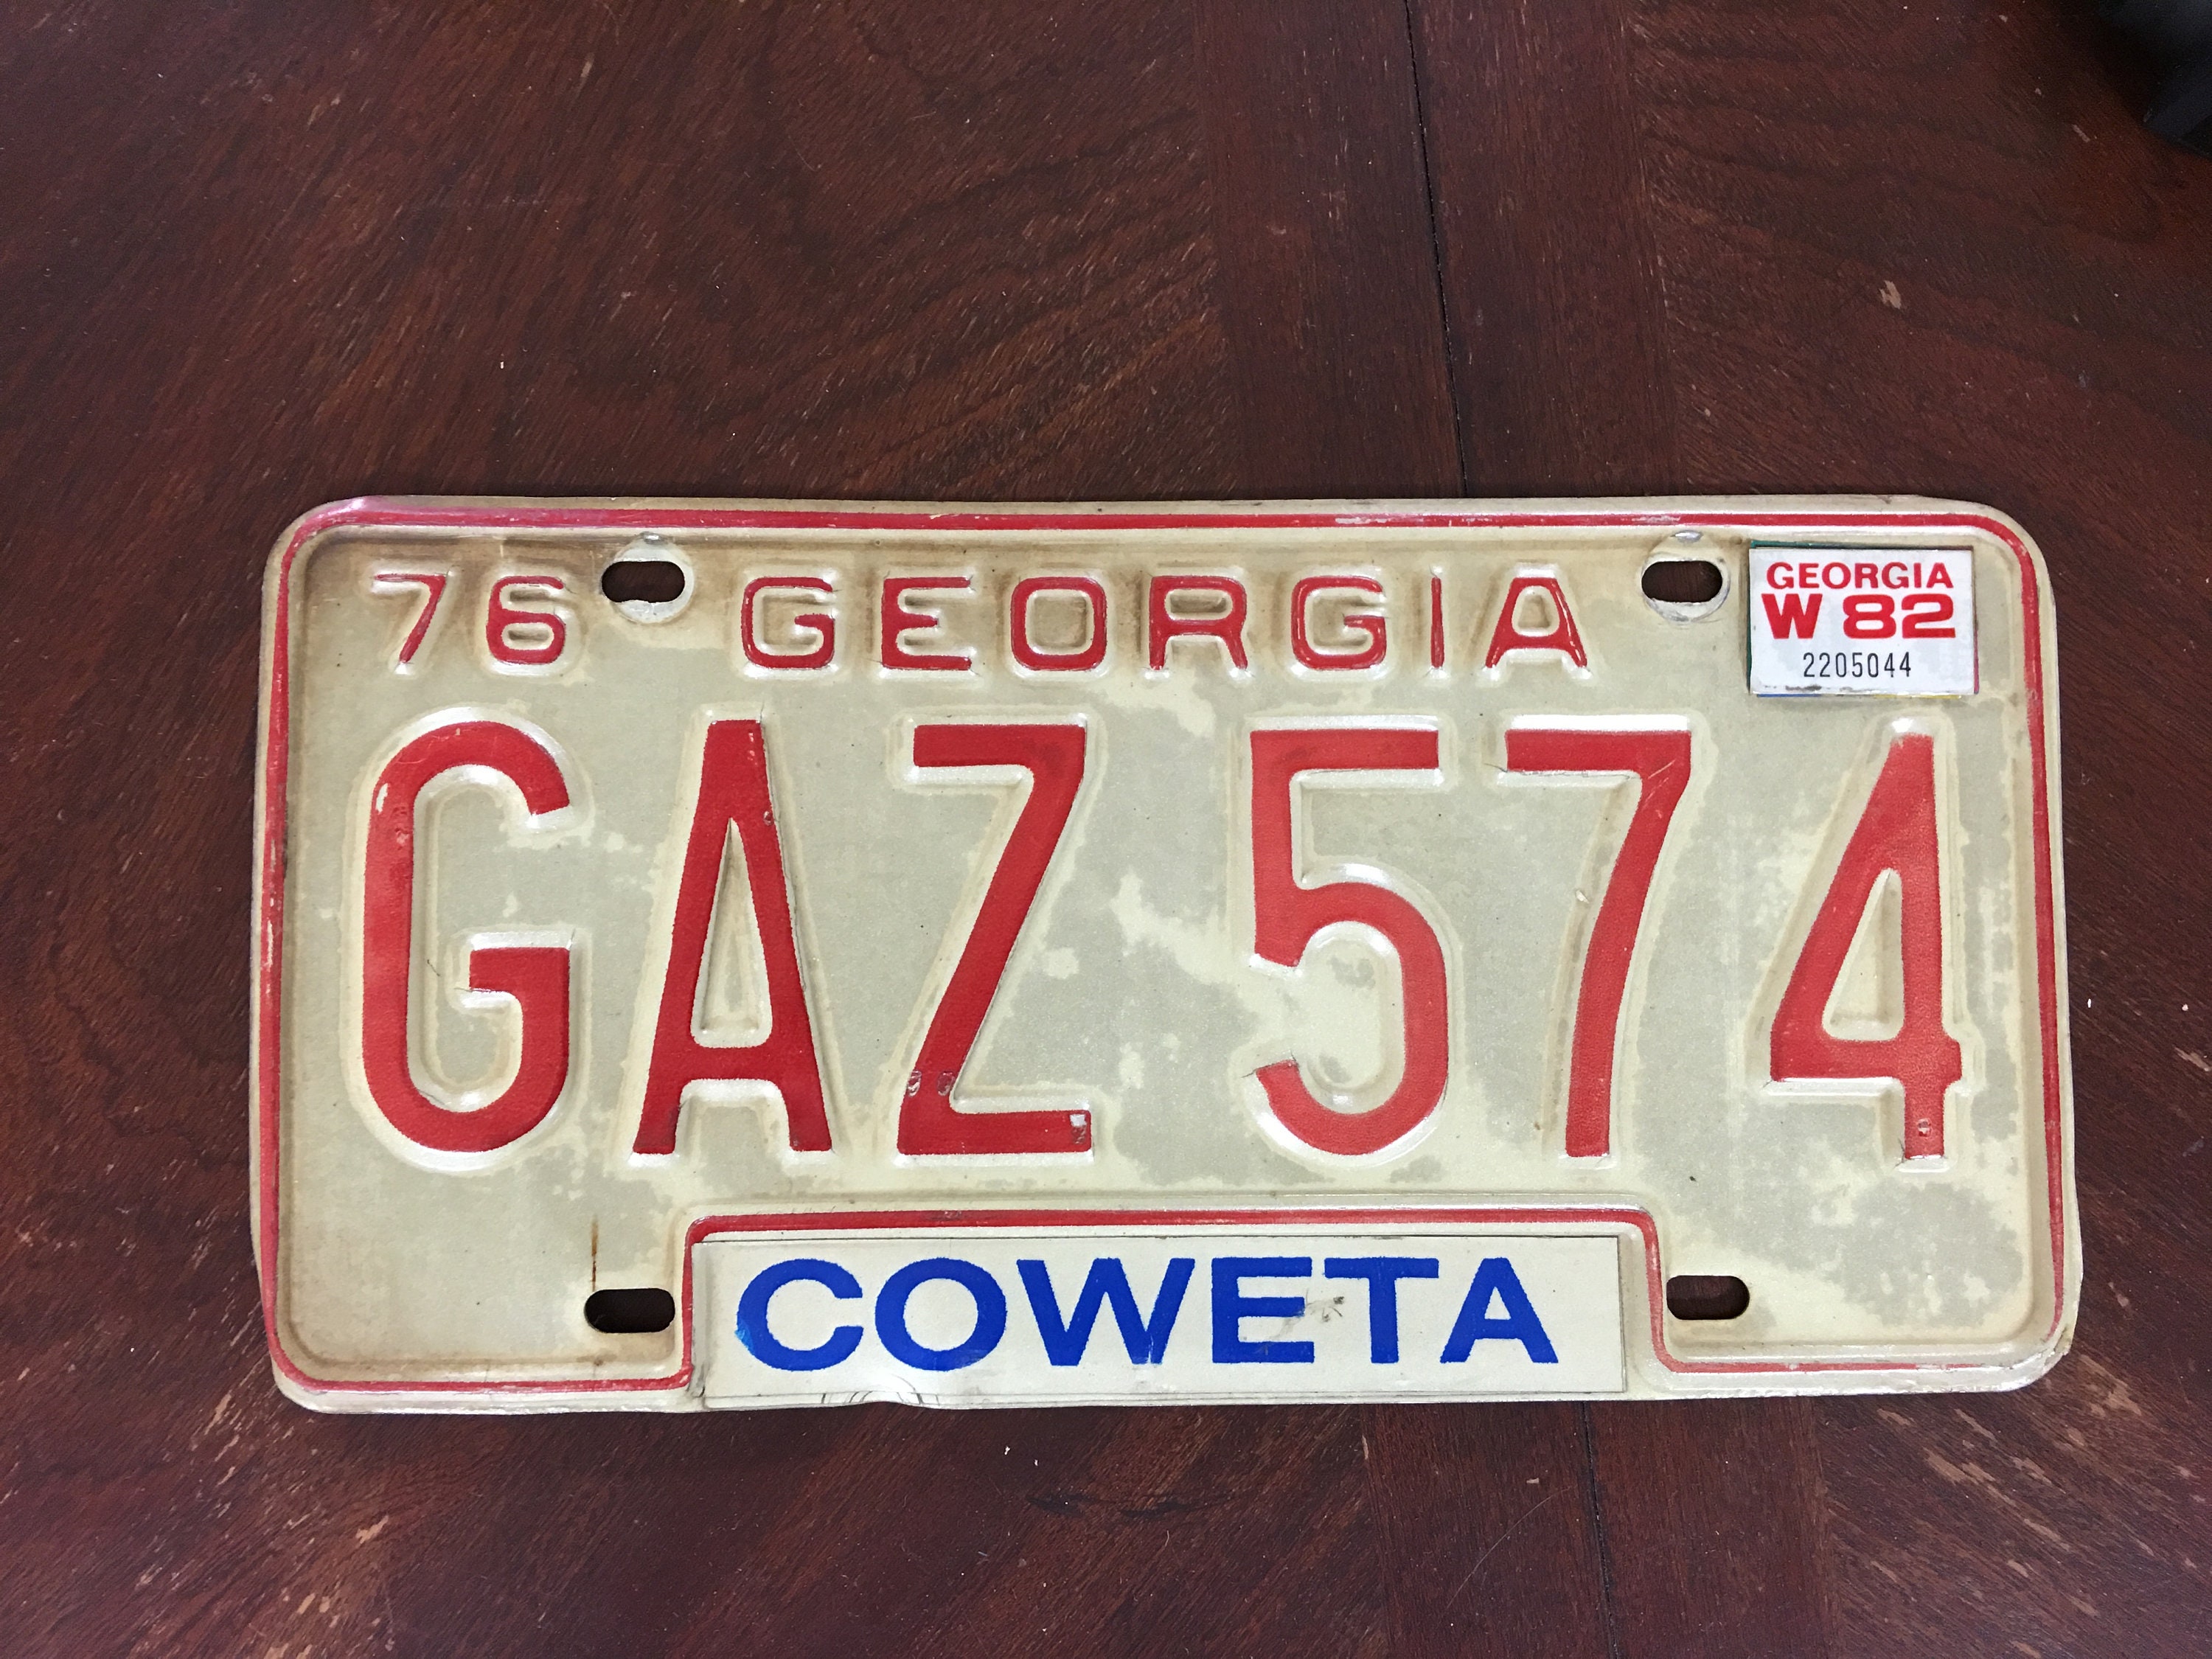 76 GEORGIA
GEORGIA
W 82
2205044
GAZ 574
COWETA